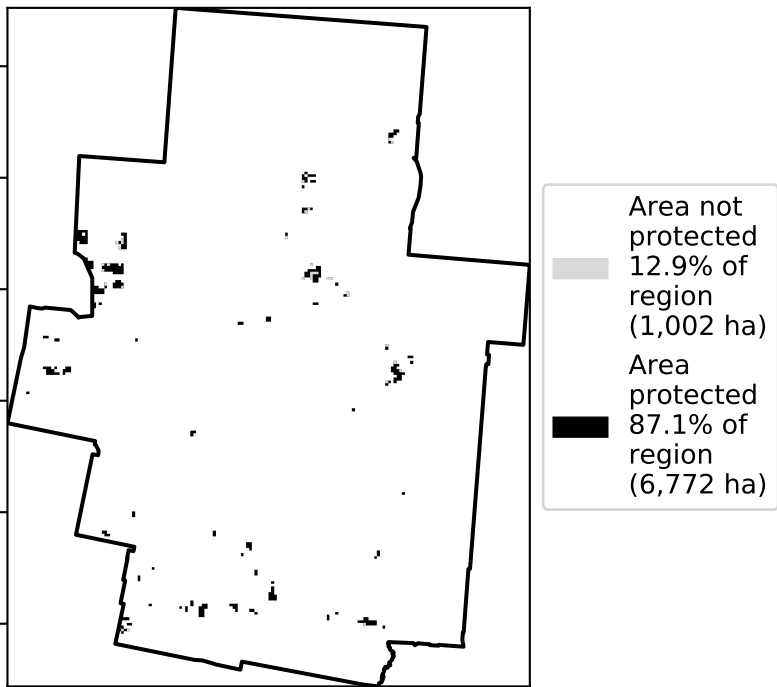 Area not
protected
12.9% of
region
(1,002 ha)
Area
protected
87.1% of
region
(6,772 ha)